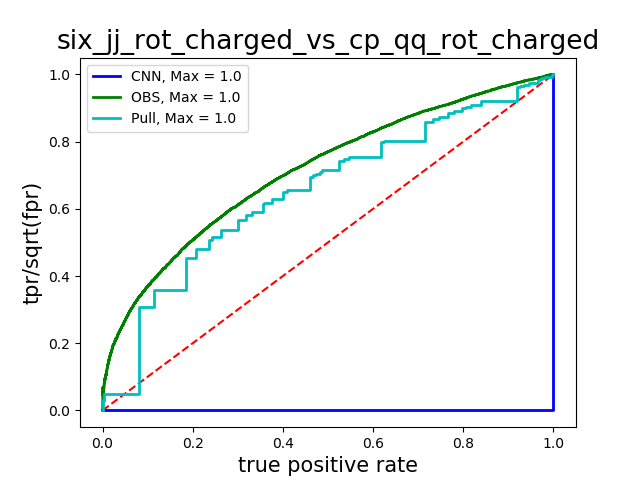 six_jj_rot_charged_vs_cp_qq_rot_charged
CNN, Max = 1.0
OBS, Max = 1.0
Pull, Max = 1.0
tpr/sqrt(fpr)
1.0
0.8
0.6
0.4
0.2
0.0
0.0 0.2 0.4 0.6 0.8 1.0
true positive rate